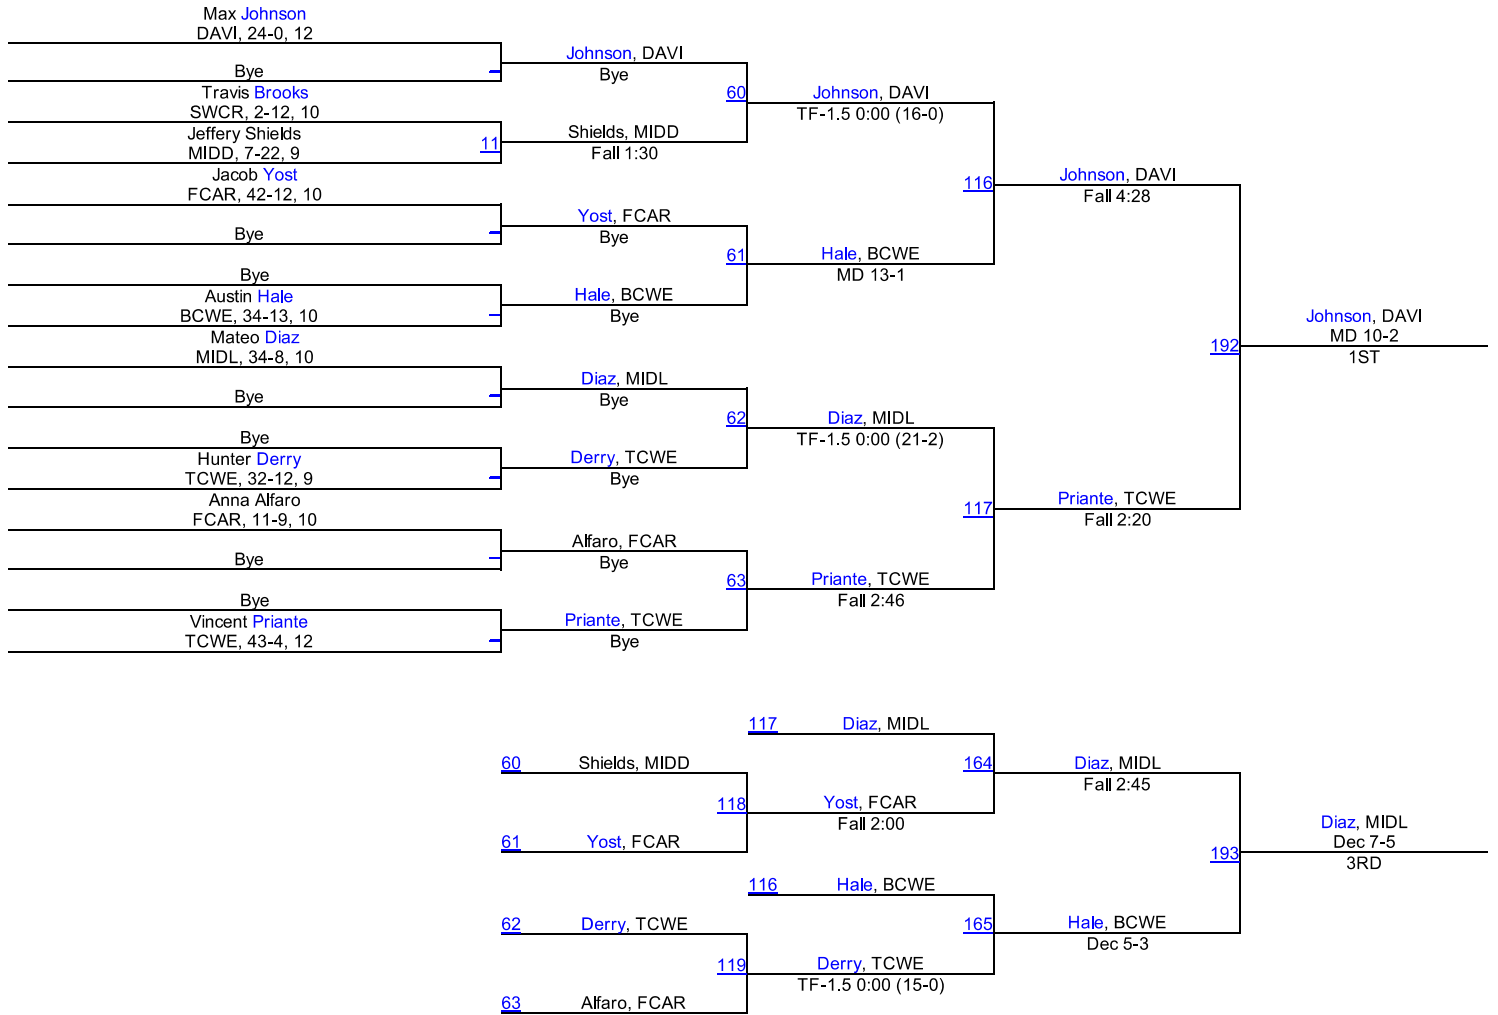 Max Johnson
DAVI, 24-0, 12
Bye
Travis Brooks
SWCR, 2-12, 10
Jeffery Shields
MIDD, 7-22, 9
11
Jacob Yost
FCAR, 42-12, 10
Bye
Bye
Austin Hale
BCWE, 34-13, 10
Mateo Diaz
MIDL, 34-8, 10
Bye
Bye
Hunter Derry
TCWE, 32-12, 9
Anna Alfaro
FCAR, 11-9, 10
Bye
Bye
Vincent Priante
TCWE, 43-4, 12
Johnson, DAVI
Bye
60
Shields, MIDD
Fall 1:30
Yost, FCAR
Bye
61
Hale, BCWE
Bye
Diaz, MIDL
Bye
62
Derry, TCWE
Bye
Alfaro, FCAR
Bye
63
Priante, TCWE
Bye
Johnson, DAVI
TF-1.5 0:00 (16-0)
116
Hale, BCWE
MD 13-1
Diaz, MIDL
TF-1.5 0:00 (21-2)
117
Priante, TCWE
Fall 2:46
Johnson, DAVI
Fall 4:28
192
Priante, TCWE
Fall 2:20
Johnson, DAVI
MD 10-2
1ST
60 Shields, MIDD
118
61 Yost, FCAR
62 Derry, TCWE
119
63 Alfaro, FCAR
117 Diaz, MIDL
164
Yost, FCAR
Fall 2:00
116 Hale, BCWE
165
Derry, TCWE
TF-1.5 0:00 (15-0)
Diaz, MIDL
Fall 2:45
193
Hale, BCWE
Dec 5-3
Diaz, MIDL
Dec 7-5
3RD